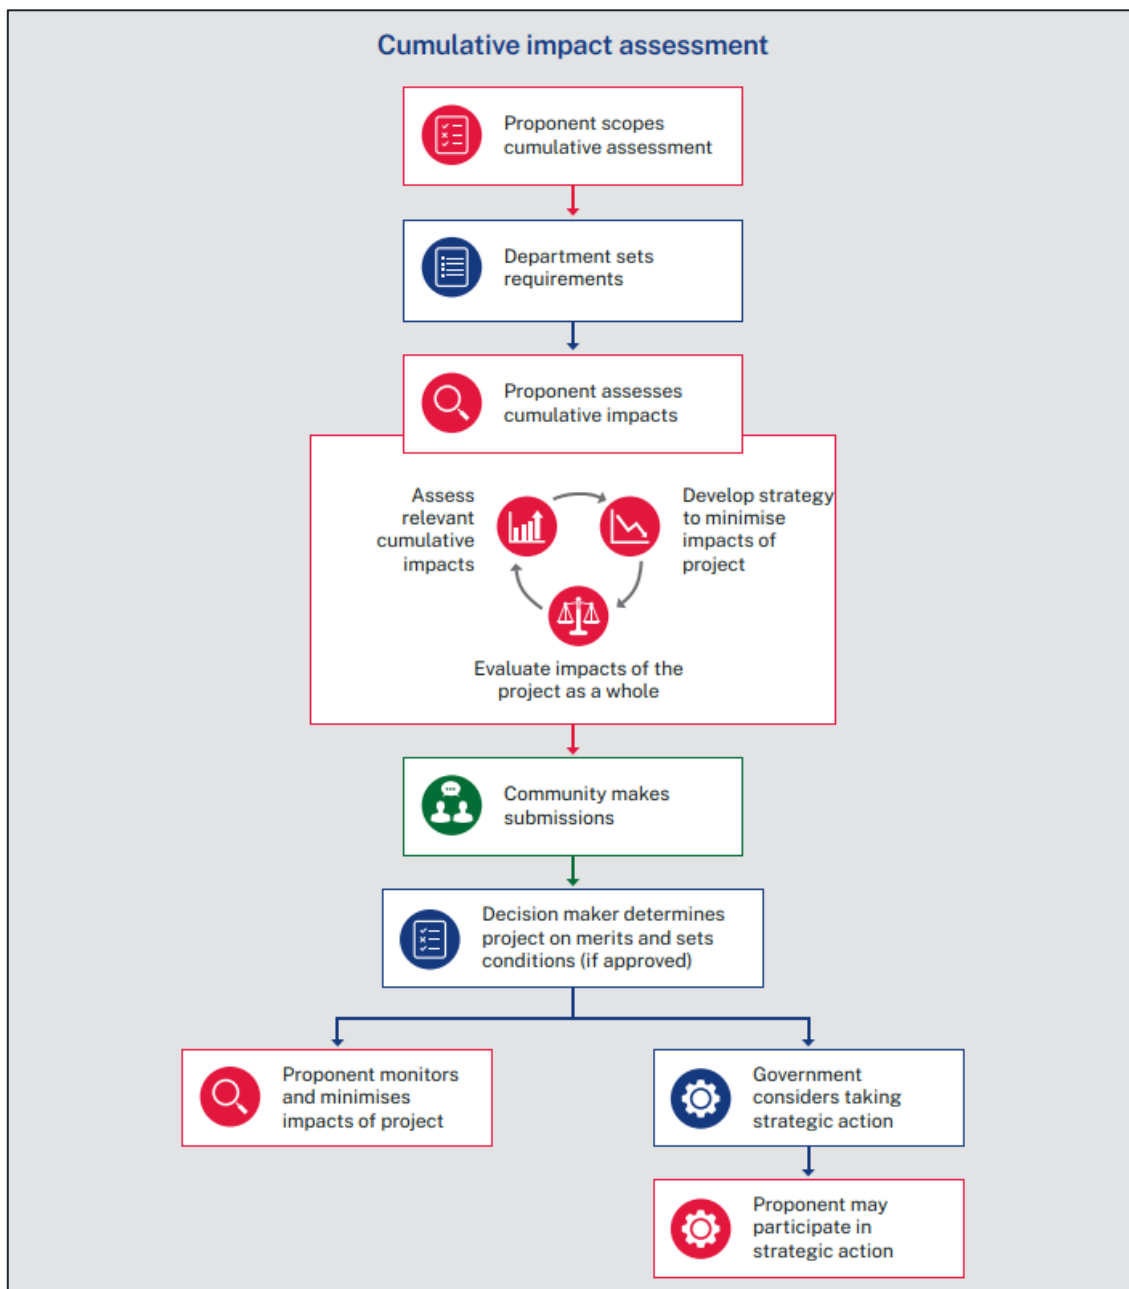 Cumulative impact assessment
Proponent scopes
cumulative assessment
Department sets
requirements
Proponent assesses
cumulative impacts
Assess
relevant
cumulative
impacts
Develop strategy
to minimise
impacts of
project
Evaluate impacts of the
project as a whole
Community makes
submissions
Decision maker determines
project on merits and sets
conditions (if approved)
Proponent monitors
and minimises
impacts of project
Government
considers taking
strategic action
Proponent may
participate in
strategic action